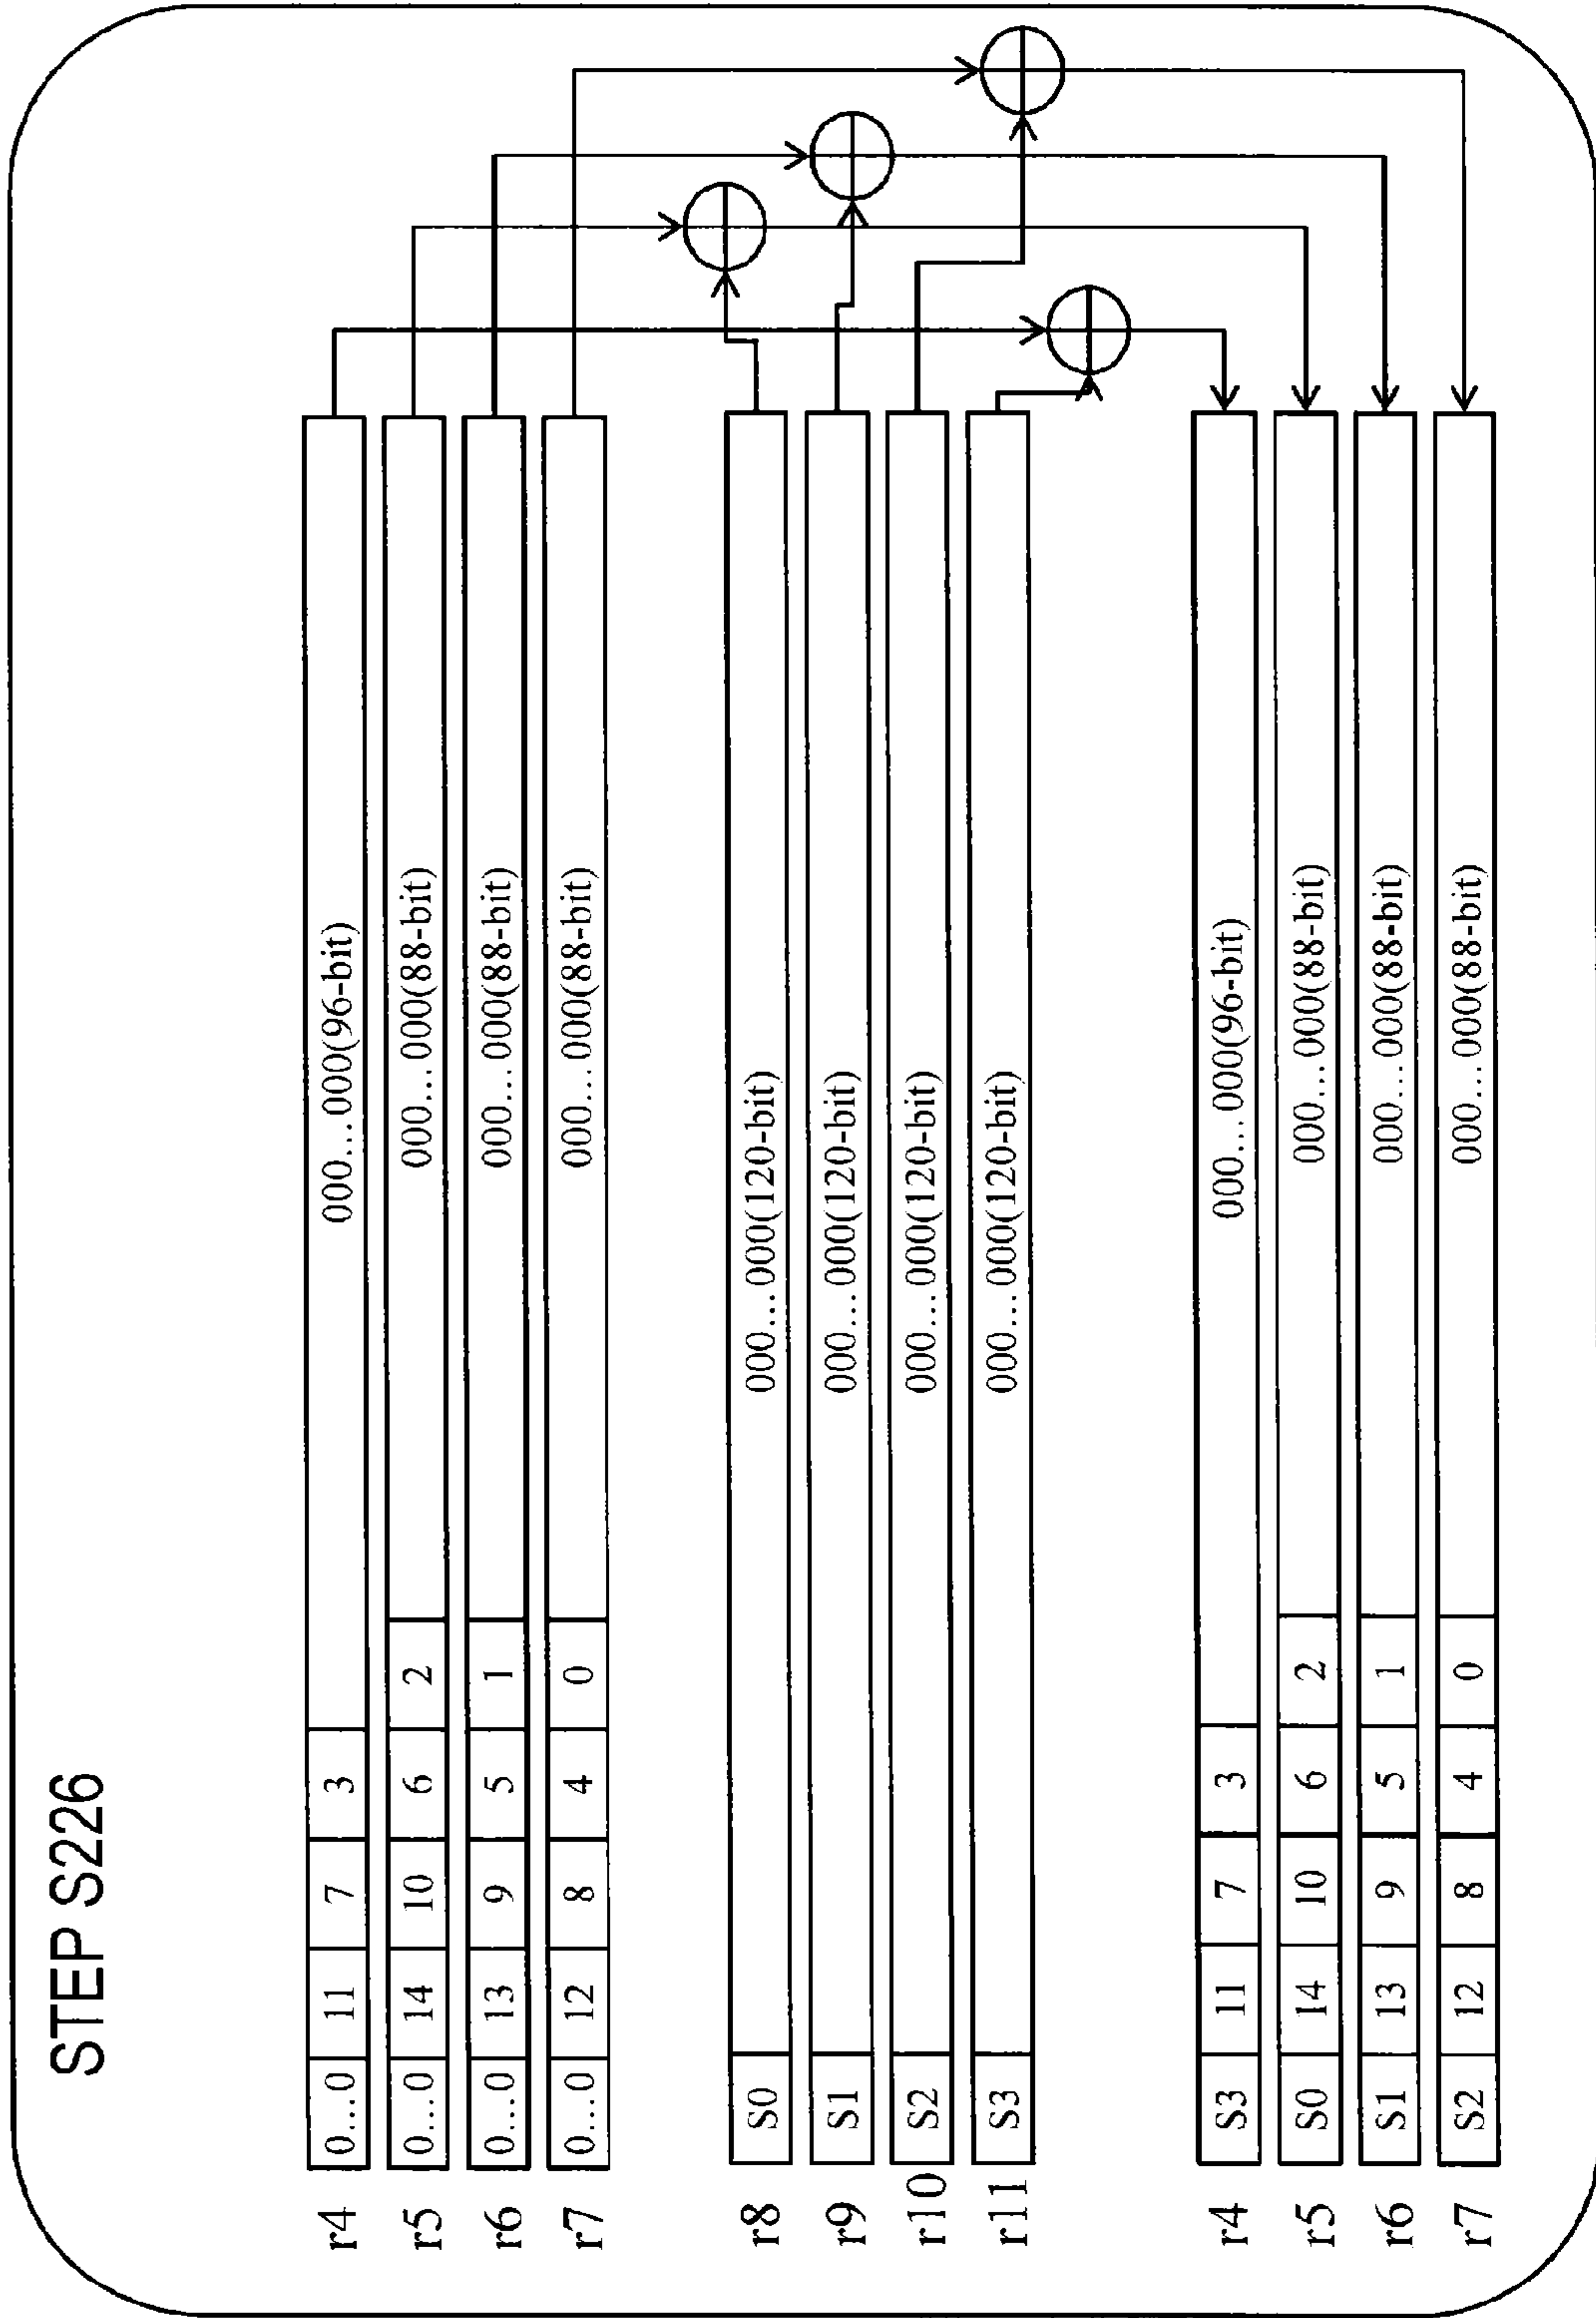 STEP S226
r4 0...0 11 7 3 000...000(96-bit)
r5 0...0 14 10 6 2 000...000(88-bit)
r6 0...0 13 9 5 1 000...000(88-bit)
r7 0...0 12 8 4 0 000...000(88-bit)
r8 S0 000...000(120-bit)
r9 S1 000...000(120-bit)
r10 S2 000...000(120-bit)
r11 S3 000...000(120-bit)
r4 S3 11 7 3 000...000(96-bit)
r5 S0 14 10 6 2 000...000(88-bit)
r6 S1 13 9 5 1 000...000(88-bit)
r7 S2 12 8 4 0 000...000(88-bit)